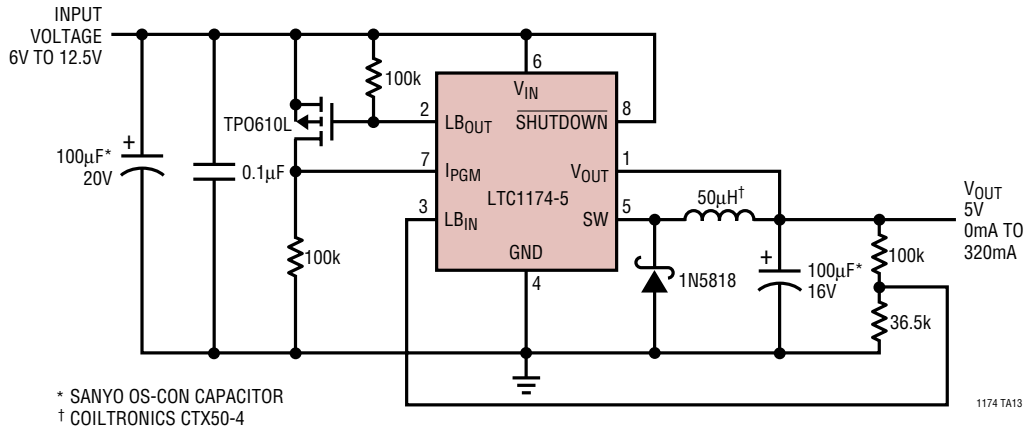 INPUT
VOLTAGE
6V TO 12.5V
100k
6
VIN
2
LBOUT
SHUTDOWN
8
TPO610L
+
100µF*
20V
0.1µF
7
IPGM
VOUT
1
LTC1174-5
50µH†
3
LBIN
SW
5
VOUT
5V
0mA TO
320mA
100k
GND
4
1N5818
+
100µF*
16V
100k
36.5k
* SANYO OS-CON CAPACITOR
† COILTRONICS CTX50-4
1174 TA13